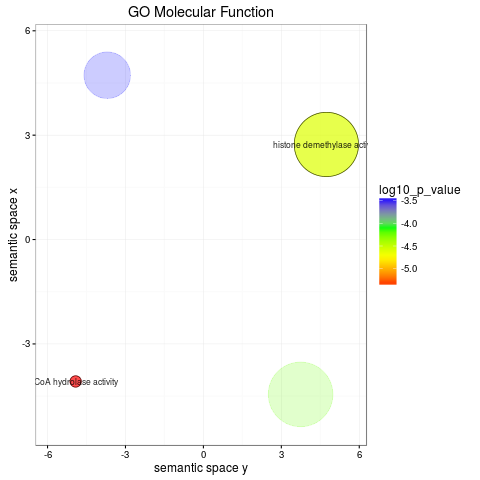 GO Molecular Function
6
3
0
-3
semantic space x
histone demethylase acti
CoA hydrolase activity
-6
-3
0
3
6
semantic space y
log10_p_value
-3.5
-4.0
-4.5
-5.0